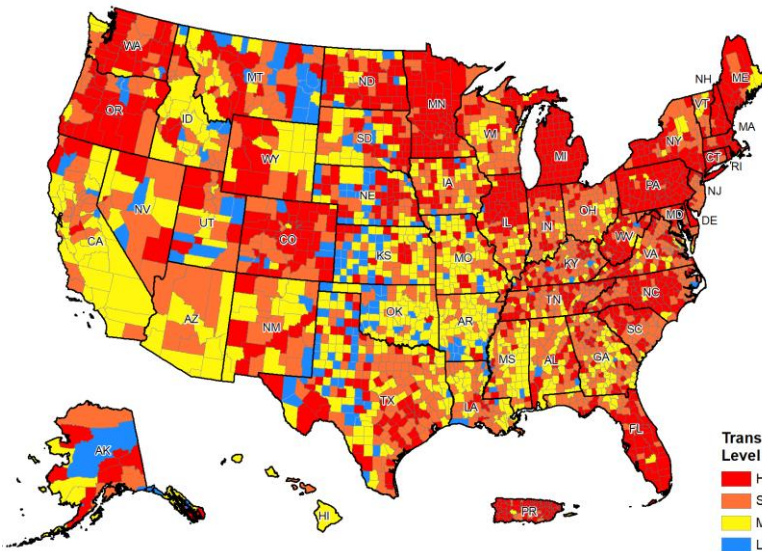 WA
MT
ND
MN
OR
ID
WY
SD
WI
MI
NH
VT
ME
NY
MA
CT
RI
NV
UT
CO
NE
IA
IL
IN
OH
PA
NJ
MD
DE
CA
KS
MO
KY
WV
VA
AZ
NM
OK
AR
TN
NC
MS
AL
GA
SC
TX
LA
FL
AK
HI
PR
Trans
Level
H
S
M
L